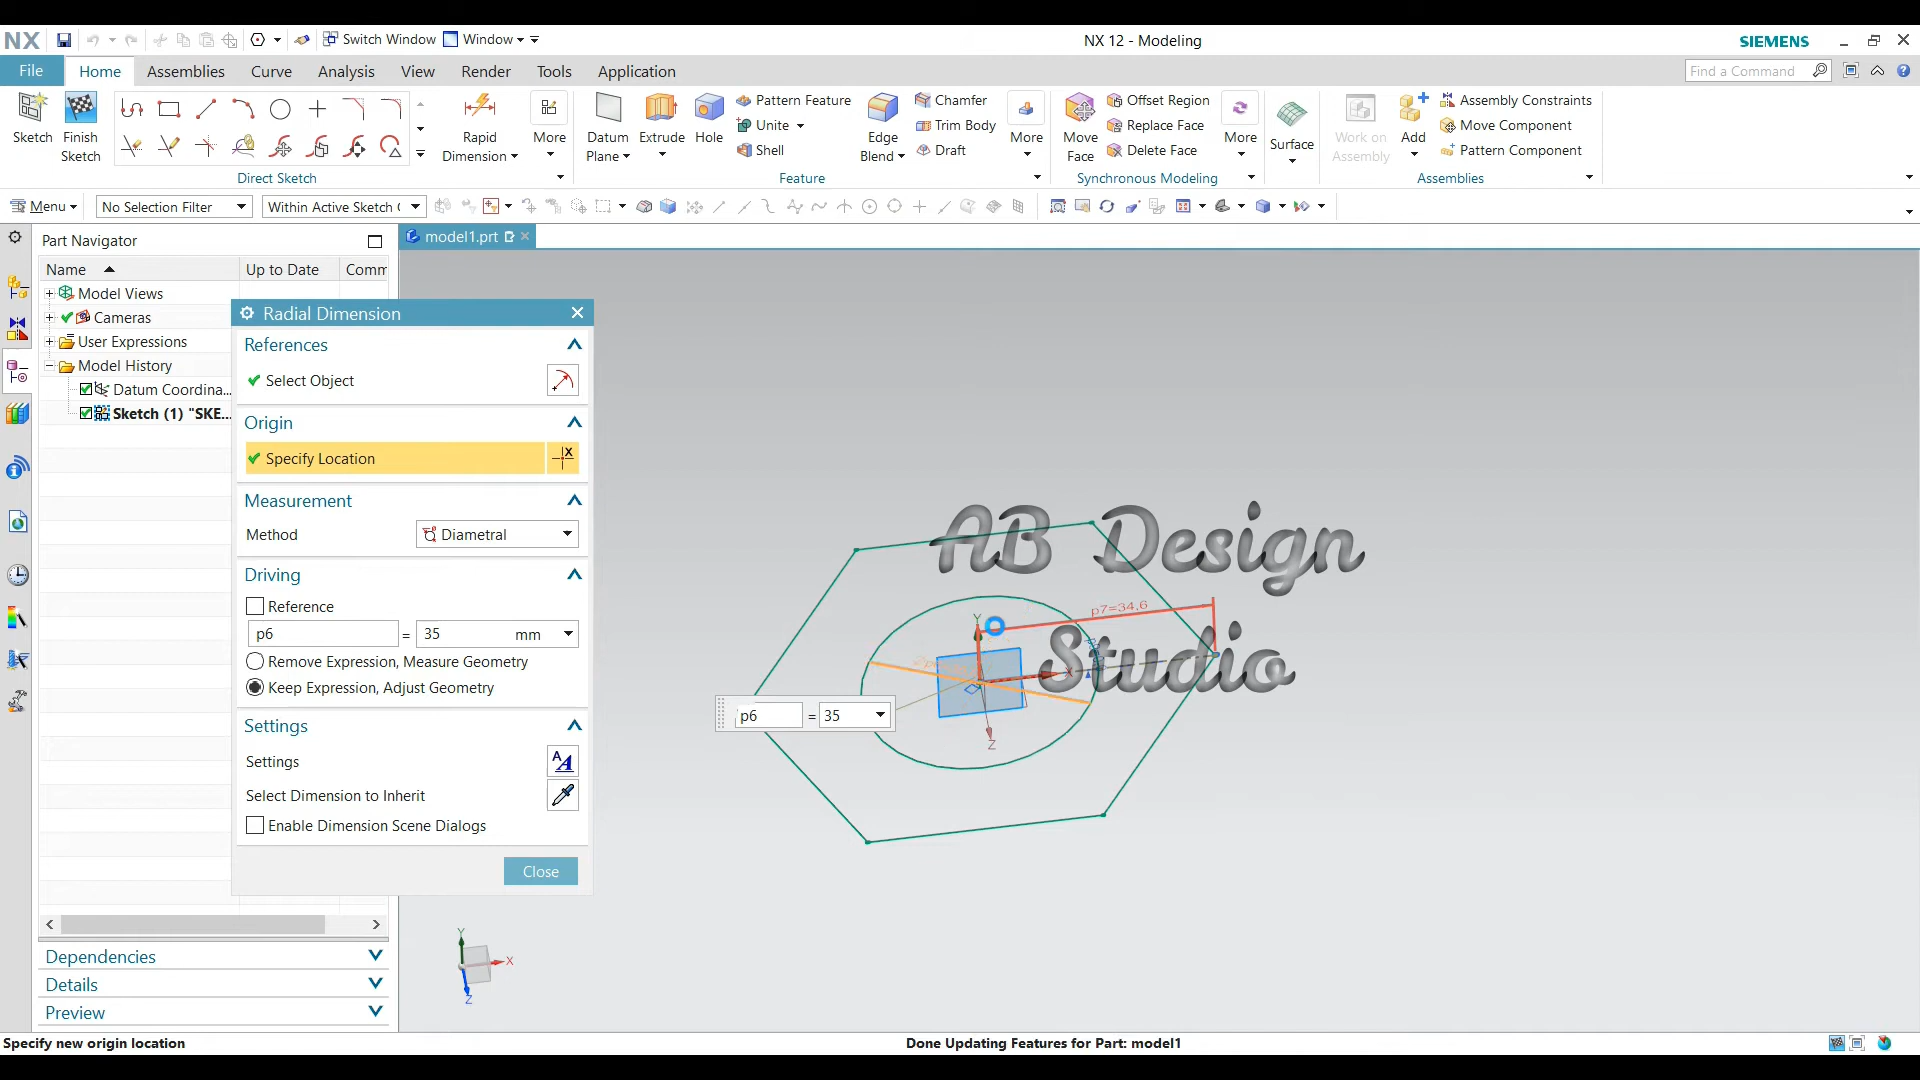 NX
Switch Window
Window
NX 12 - Modeling
SIEMENS
File
Home
Assemblies
Curve
Analysis
View
Render
Tools
Application
Find a Command
Sketch
Finish
Sketch
Rapid
Dimension
More
Direct Sketch
Datum
Plane
Extrude
Hole
Pattern Feature
Unite
Shell
Edge
Blend
Chamfer
Trim Body
Draft
More
Feature
Move
Face
Offset Region
Replace Face
Delete Face
More
Synchronous Modeling
Surface
Work on
Assembly
Add
Assembly Constraints
Move Component
Pattern Component
Assemblies
Menu
No Selection Filter
Within Active Sketch
Part Navigator
model1.prt
Name
Up to Date
Comm
Model Views
Cameras
User Expressions
Model History
Datum Coordina...
Sketch (1) "SKE...
Radial Dimension
References
Select Object
Origin
Specify Location
Measurement
Method
Diametral
Driving
Reference
p6 = 35 mm
Remove Expression, Measure Geometry
Keep Expression, Adjust Geometry
Settings
Settings
Select Dimension to Inherit
Enable Dimension Scene Dialogs
Close
AB Design
Studio
p7=34,6
Y
X
Z
p6 = 35
Y
X
Z
Dependencies
Details
Preview
Specify new origin location
Done Updating Features for Part: model1